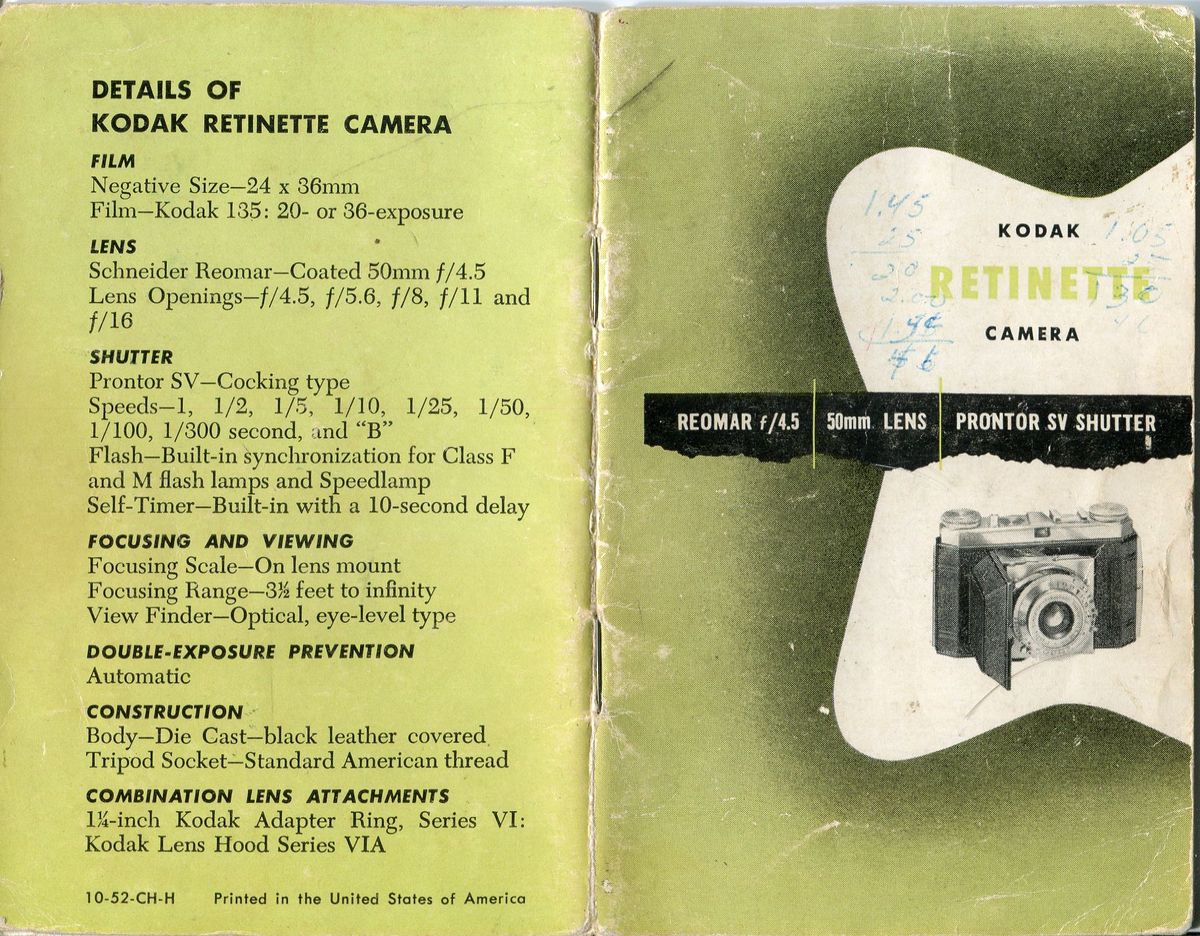 DETAILS OF
KODAK RETINETTE CAMERA
FILM
Negative Size—24 x 36mm
Film—Kodak 135: 20- or 36-exposure
LENS
Schneider Reomar—Coated 50mm f/4.5
Lens Openings—f/4.5, f/5.6, f/8, f/11 and
f/16
SHUTTER
Prontor SV—Cocking type
Speeds—1, 1/2, 1/5, 1/10, 1/25, 1/50,
1/100, 1/300 second, and “B”
Flash—Built-in synchronization for Class F
and M flash lamps and Speedlamp
Self-Timer—Built-in with a 10-second delay
FOCUSING AND VIEWING
Focusing Scale—On lens mount
Focusing Range—3½ feet to infinity
View Finder—Optical, eye-level type
DOUBLE-EXPOSURE PREVENTION
Automatic
CONSTRUCTION
Body—Die Cast—black leather covered
Tripod Socket—Standard American thread
COMBINATION LENS ATTACHMENTS
1¼-inch Kodak Adapter Ring, Series VI:
Kodak Lens Hood Series VIA
10-52-CH-H Printed in the United States of America
KODAK
RETINETTE
CAMERA
1.45
25
20
2.00
1.05
REOMAR f/4.5 50mm LENS PRONTOR SV SHUTTER